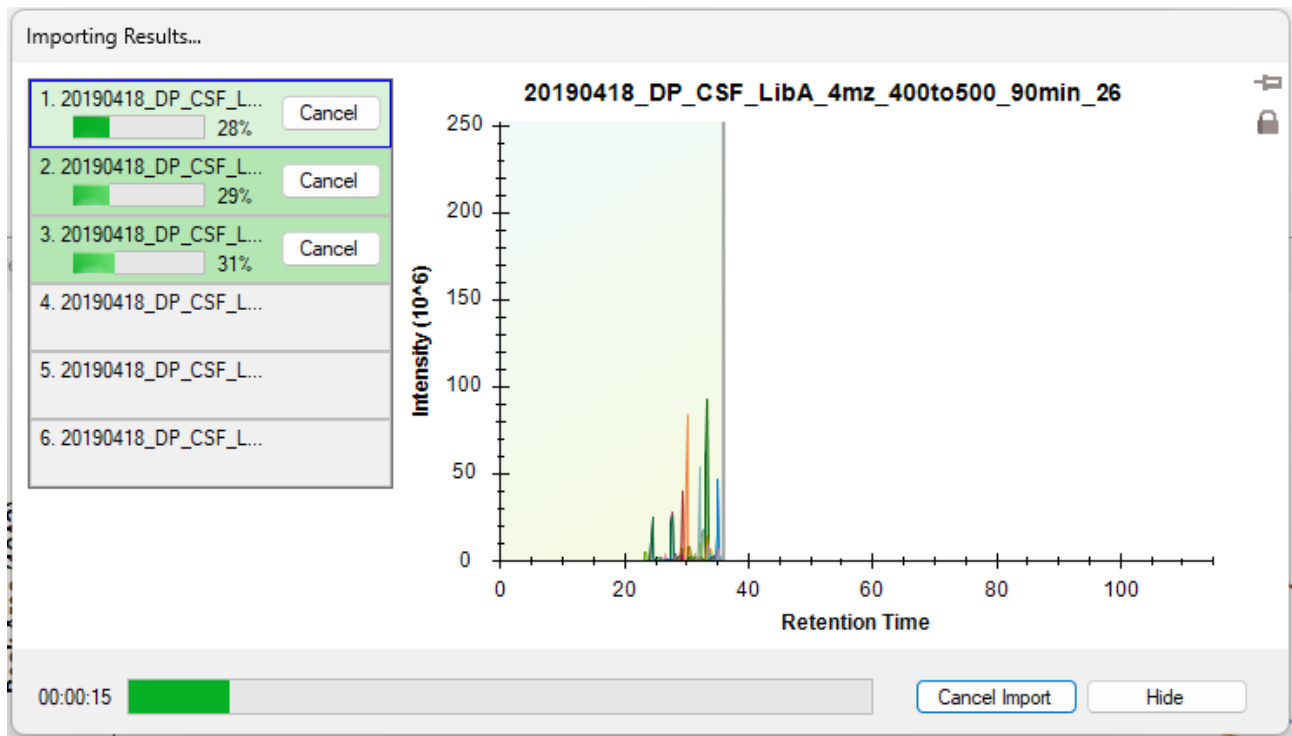 Importing Results...
1. 20190418_DP_CSF_L...
Cancel
28%
2. 20190418_DP_CSF_L...
Cancel
29%
3. 20190418_DP_CSF_L...
Cancel
31%
4. 20190418_DP_CSF_L...
5. 20190418_DP_CSF_L...
6. 20190418_DP_CSF_L...
20190418_DP_CSF_LibA_4mz_400to500_90min_26
250
200
150
100
50
0
Intensity (10^6)
0 20 40 60 80 100
Retention Time
00:00:15
Cancel Import
Hide